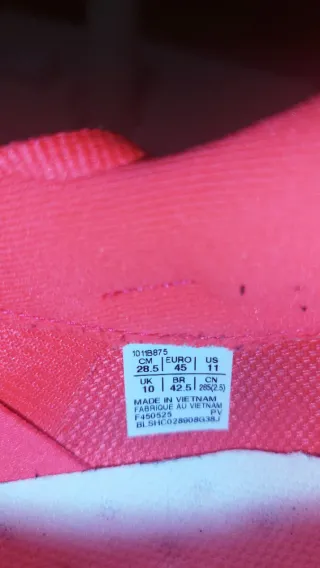 1011B875
CM EURO US
28.5 45 11
UK BR CN
10 42.5 285(2.5)
MADE IN VIETNAM
FABRIQUE AU VIETNAM
F450525 PV
BLSHC028908G38J